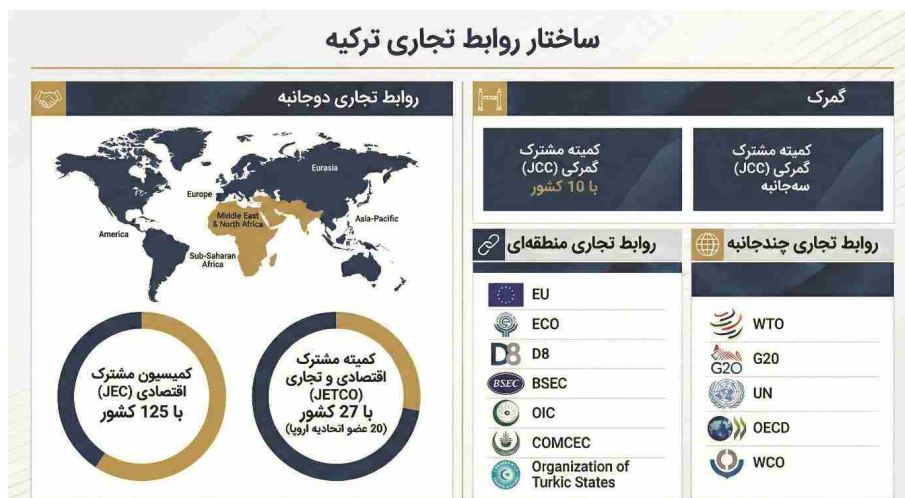 ساختار روابط تجاری ترکیه
گمرک
کمیته مشترک
گمرکی (JCC)
سه‌جانبه
کمیته مشترک
گمرکی (JCC)
با 10 کشور
روابط تجاری چندجانبه
WTO
G20
G20
UN
OECD
WCO
روابط تجاری منطقه‌ای
EU
ECO
D8
D8
BSEC
BSEC
OIC
COMCEC
Organization of
Turkic States
روابط تجاری دوجانبه
Eurasia
Europe
Middle East
& North Africa
Asia-Pacific
America
Sub-Saharan
Africa
کمیته مشترک
اقتصادی و تجاری
(JETCO)
با 27 کشور
(20 عضو اتحادیه اروپا)
کمیسیون مشترک
اقتصادی (JEC)
با 125 کشور